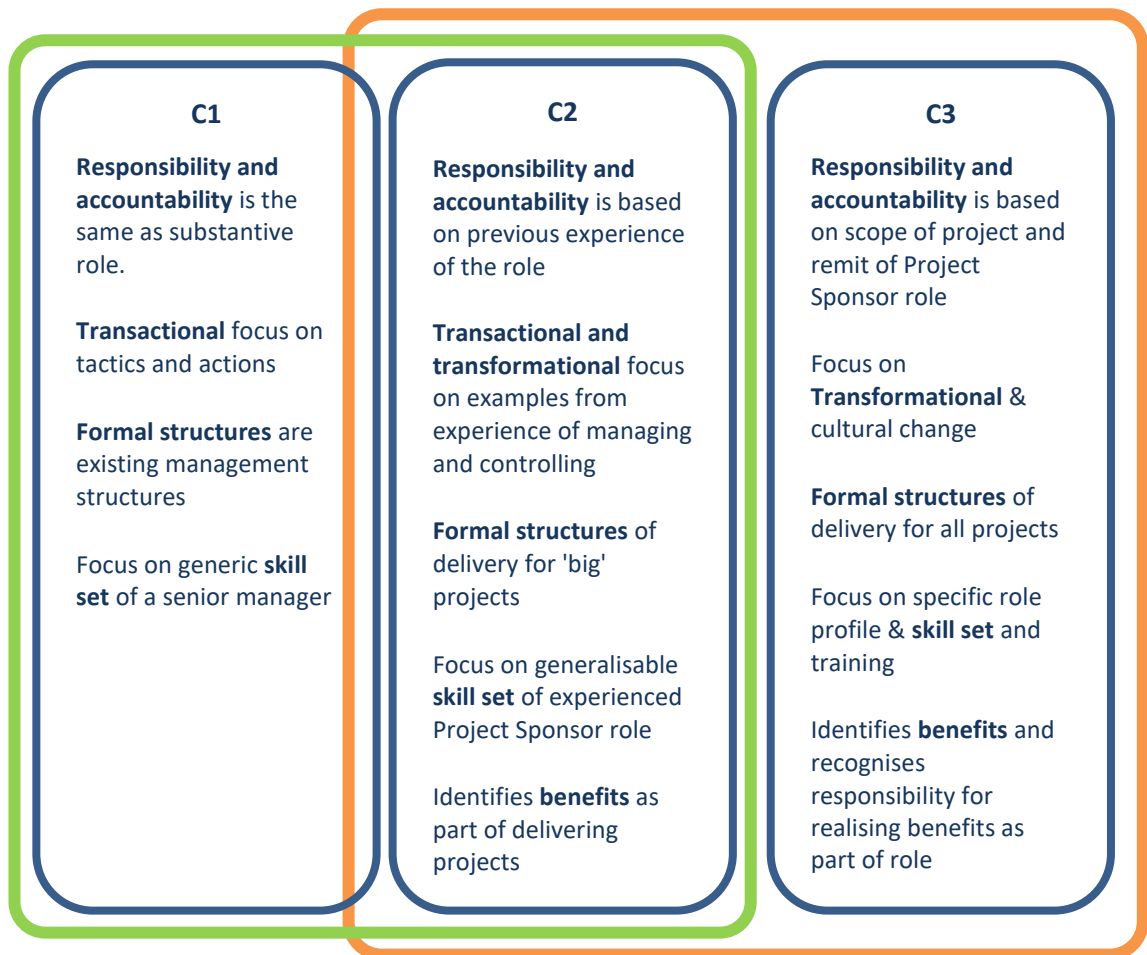 C1
Responsibility and
accountability is the
same as substantive
role.
Transactional focus on
tactics and actions
Formal structures are
existing management
structures
Focus on generic skill
set of a senior manager
C2
Responsibility and
accountability is based
on previous experience
of the role
Transactional and
transformational focus
on examples from
experience of managing
and controlling
Formal structures of
delivery for 'big'
projects
Focus on generalisable
skill set of experienced
Project Sponsor role
Identifies benefits as
part of delivering
projects
C3
Responsibility and
accountability is based
on scope of project and
remit of Project
Sponsor role
Focus on
Transformational &
cultural change
Formal structures of
delivery for all projects
Focus on specific role
profile & skill set and
training
Identifies benefits and
recognises
responsibility for
realising benefits as
part of role